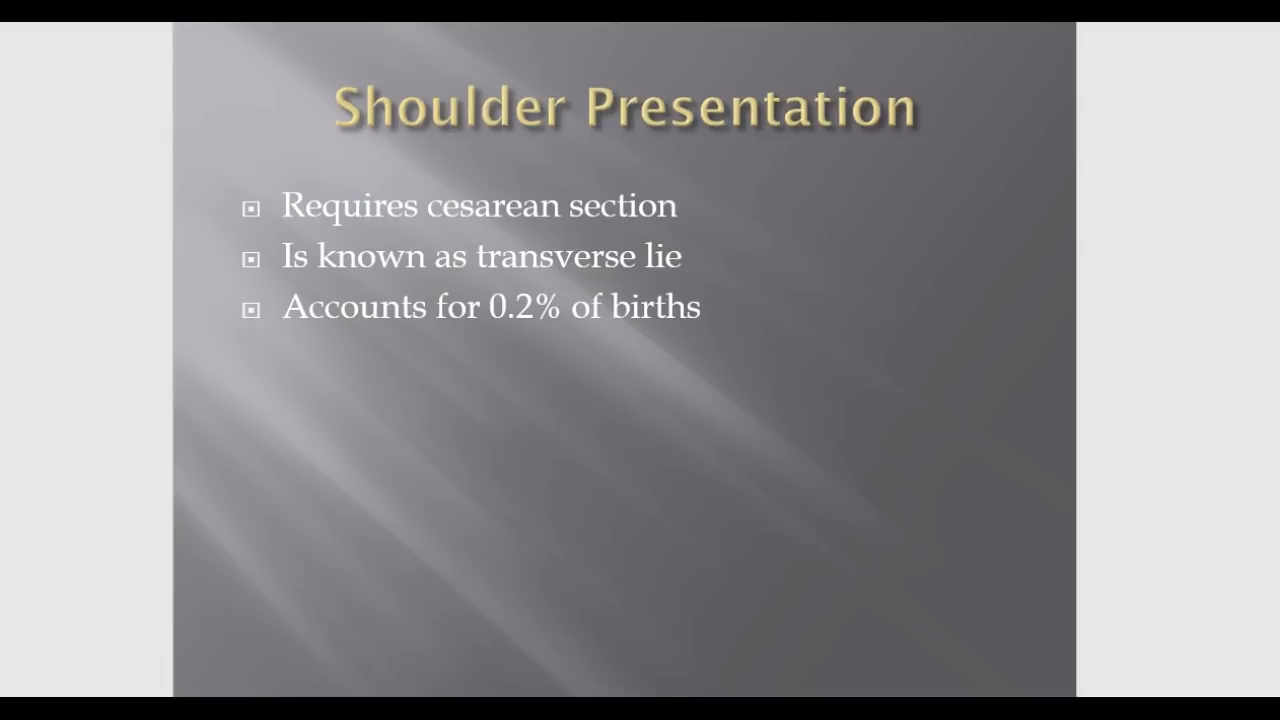 Shoulder Presentation
Requires cesarean section
Is known as transverse lie
Accounts for 0.2% of births